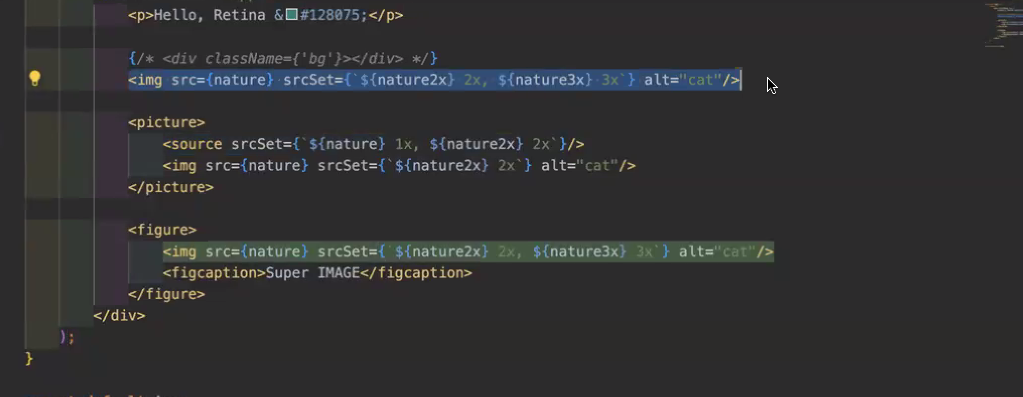 <p>Hello, Retina &#128075;</p>
{/* <div className={'bg'}></div> */}
<img src={nature} srcSet={`${nature2x} 2x, ${nature3x} 3x`} alt="cat"/>
<picture>
<source srcSet={`${nature} 1x, ${nature2x} 2x`}/>
<img src={nature} srcSet={`${nature2x} 2x`} alt="cat"/>
</picture>
<figure>
<img src={nature} srcSet={`${nature2x} 2x, ${nature3x} 3x`} alt="cat"/>
<figcaption>Super IMAGE</figcaption>
</figure>
</div>
);
}